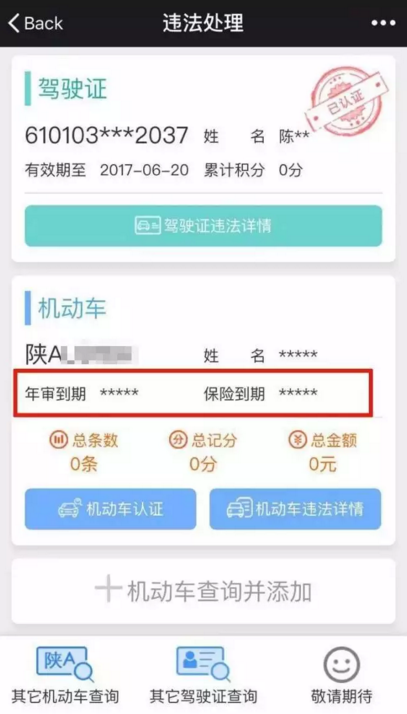 Back 违法处理
驾驶证
已认证
610103***2037 姓 名 陈**
有效期至 2017-06-20 累计积分 0分
驾驶证违法详情
机动车
陕A 姓 名 *****
年审到期 ***** 保险到期 *****
总条数 总记分 总金额
0条 0分 0元
机动车认证 机动车违法详情
机动车查询并添加
陕A
其它机动车查询 其它驾驶证查询 敬请期待